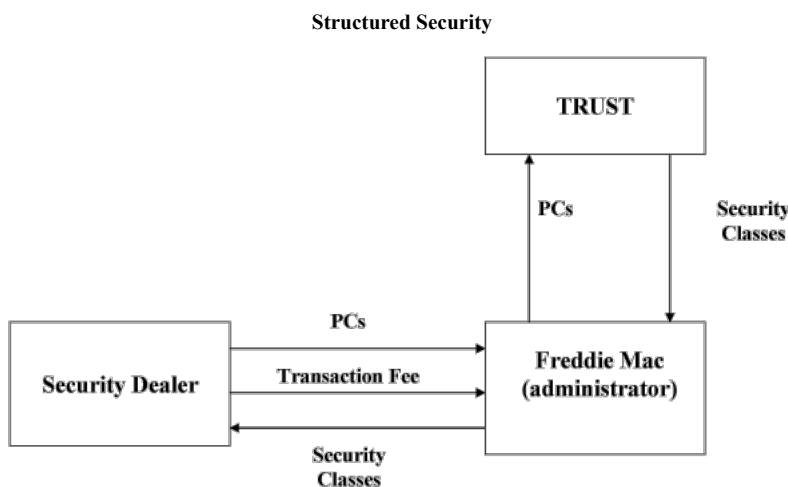 Structured Security
TRUST
PCs
Security
Classes
PCs
Security Dealer
Transaction Fee
Freddie Mac
(administrator)
Security
Classes